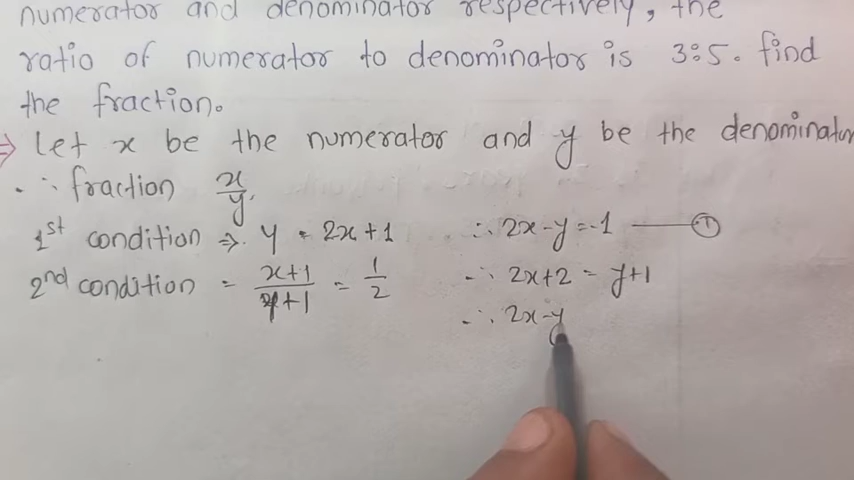 numerator and denominator respectively, the
ratio of numerator to denominator is 3:5. find
the fraction.
⇒ Let x be the numerator and y be the denominator
∴ fraction x/y.
1st condition ⇒ y = 2x+1 ∴ 2x-y=-1 —— ①
2nd condition = x+1/y+1 = 1/2 ∴ 2x+2 = y+1
∴ 2x-y